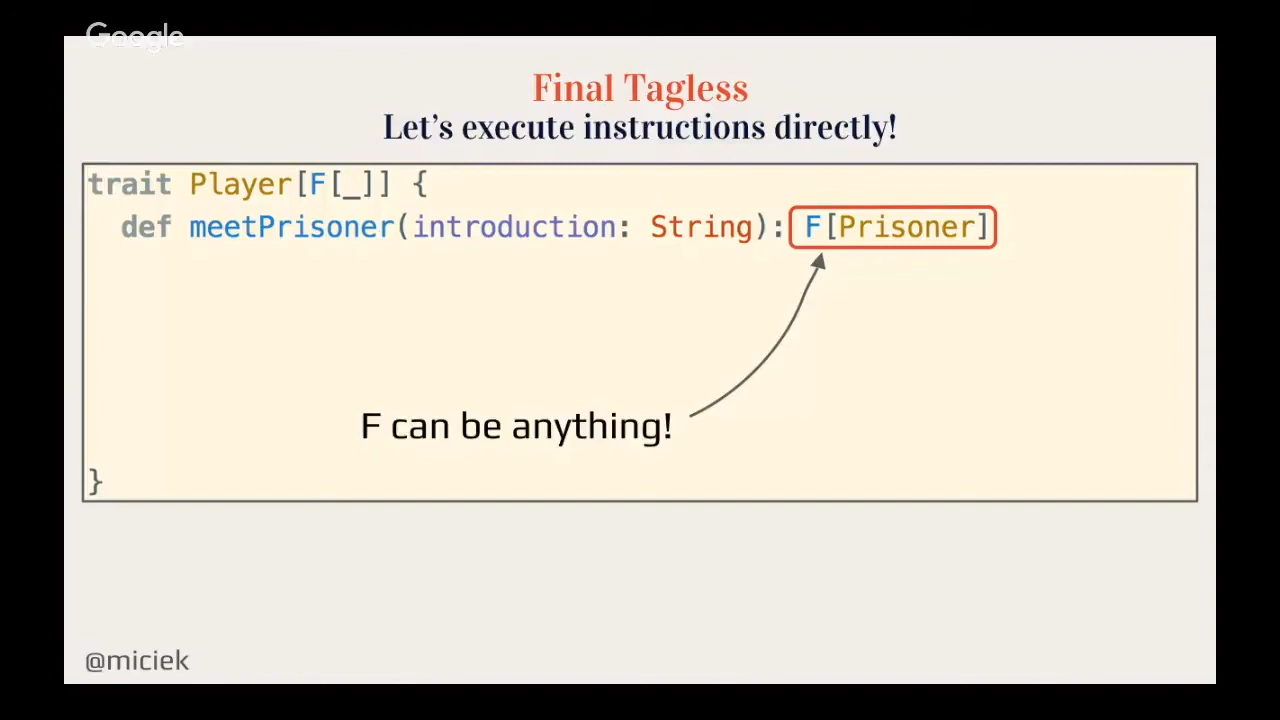 Google
Final Tagless
Let's execute instructions directly!
trait Player[F[_]] {
def meetPrisoner(introduction: String): F[Prisoner]
F can be anything!
}
@miciek